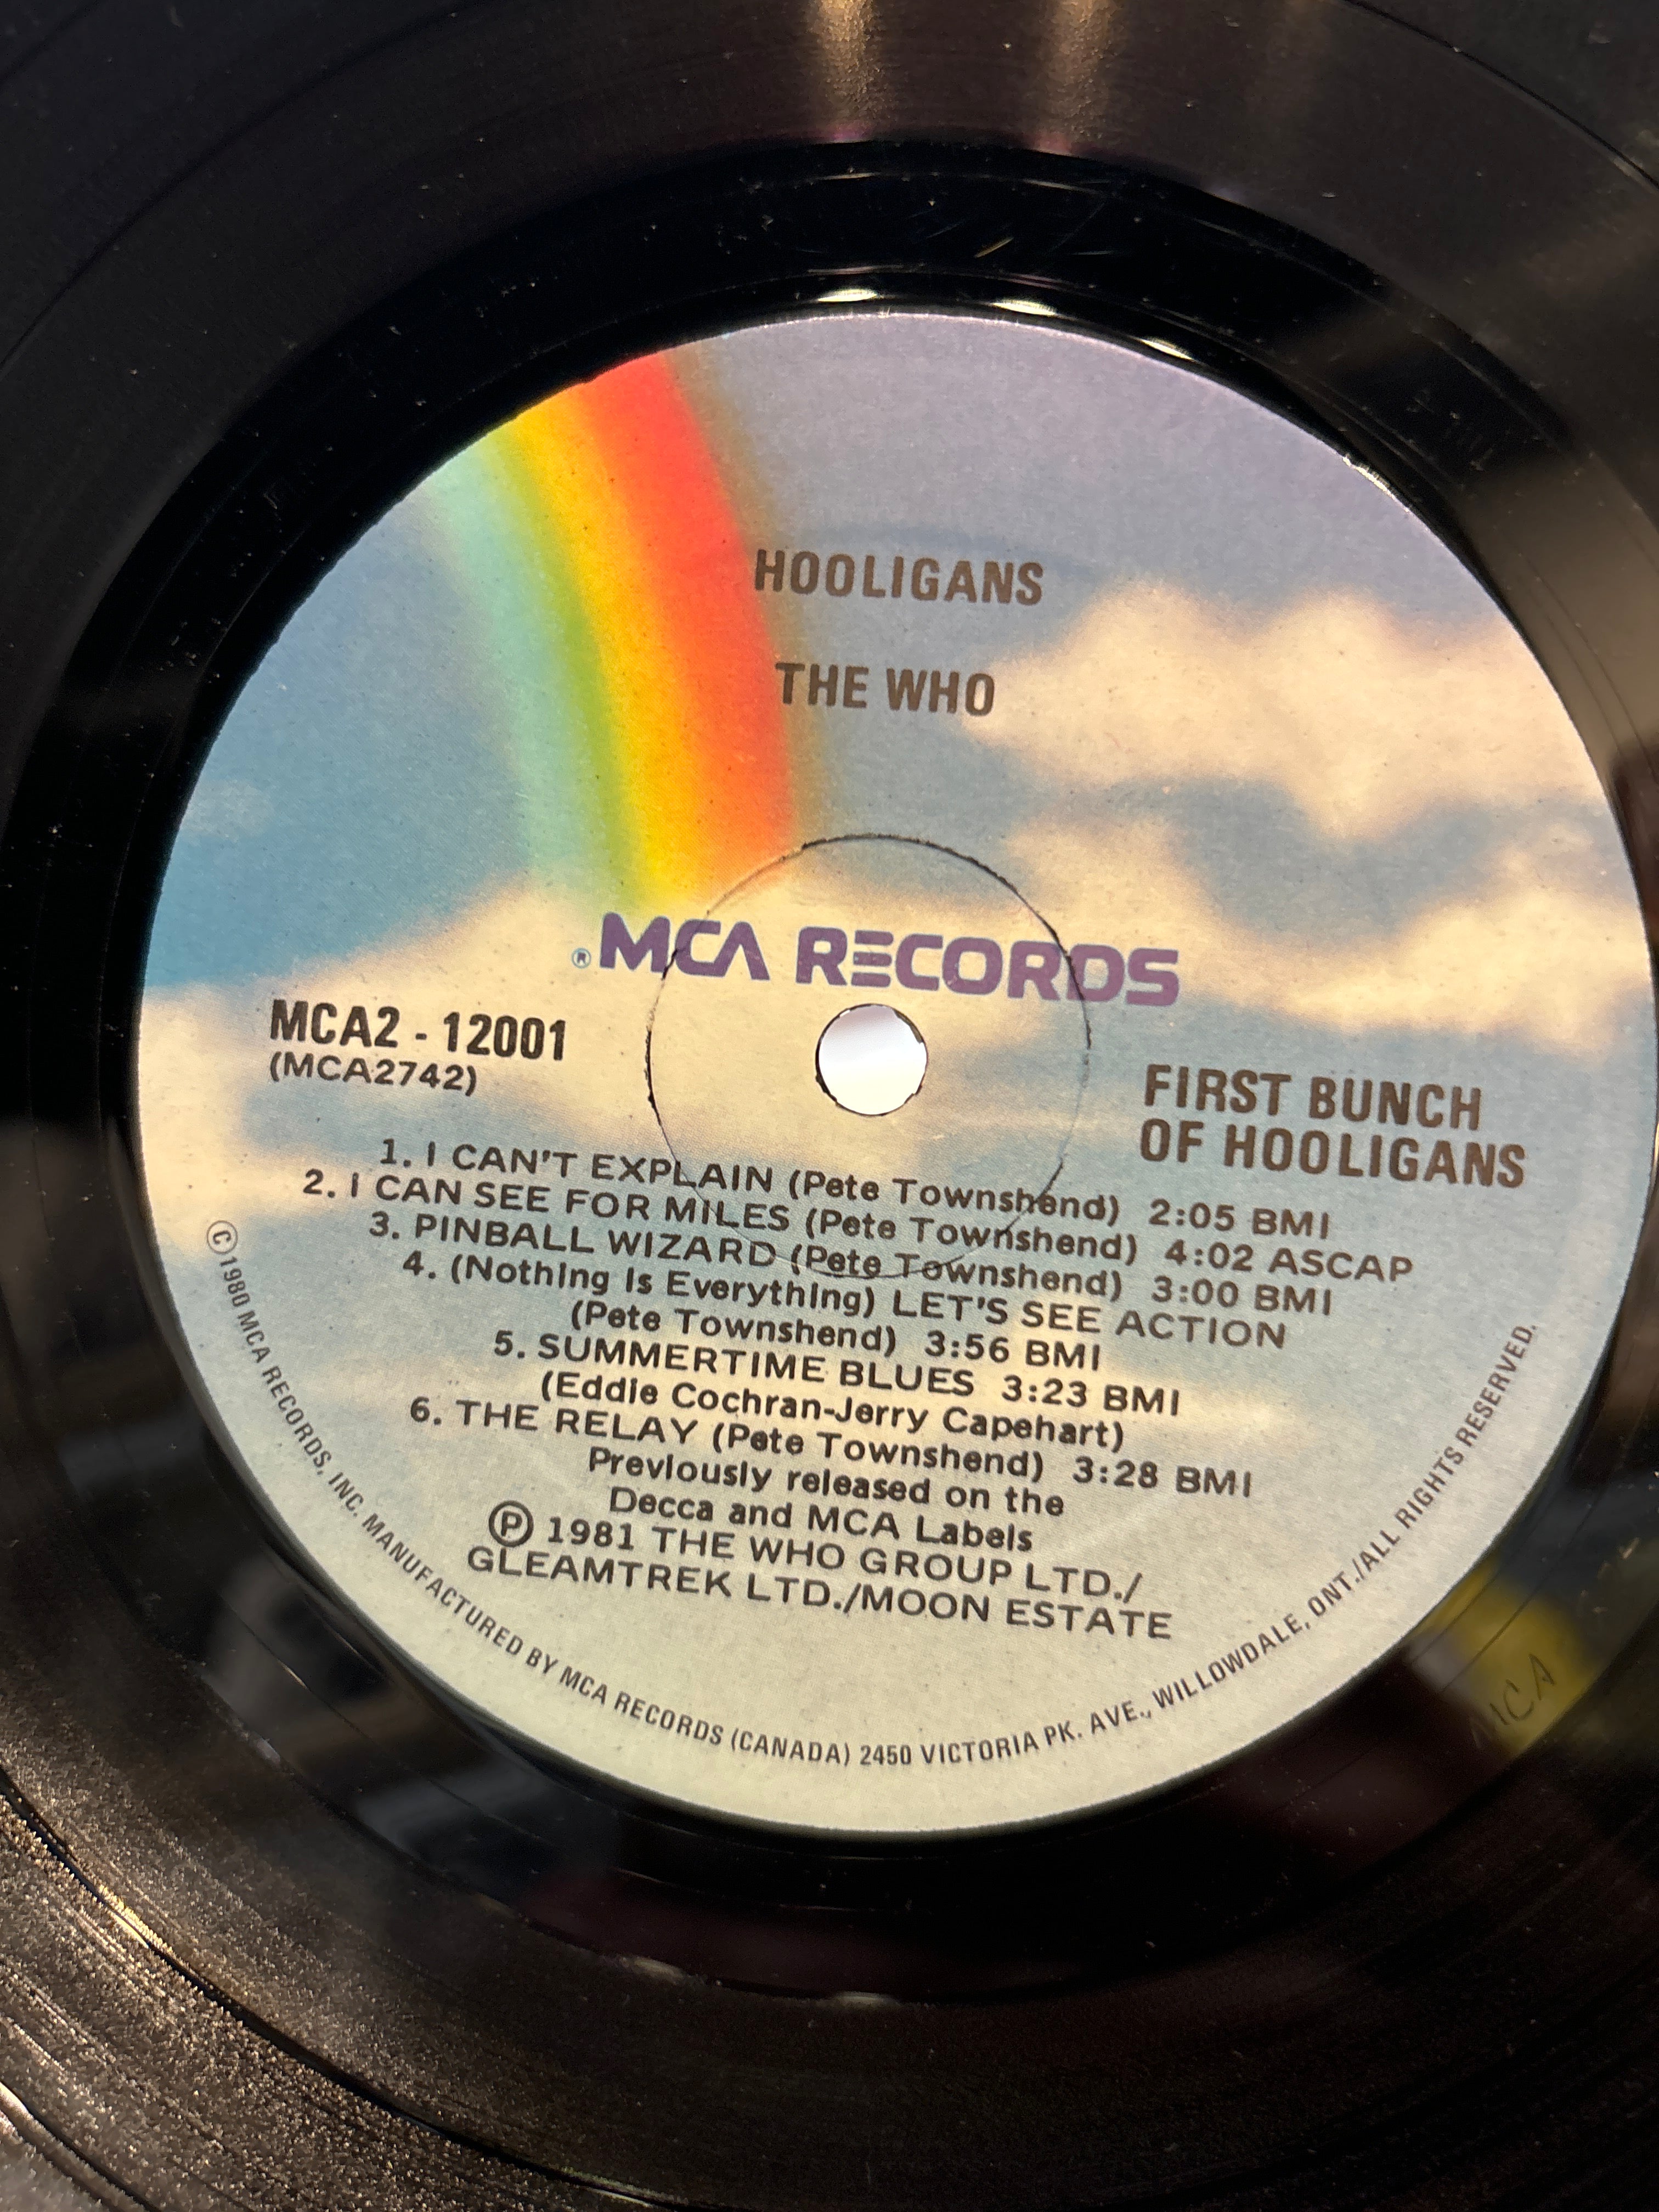 HOOLIGANS
THE WHO
® MCA RECORDS
MCA2 - 12001
(MCA2742)
FIRST BUNCH
OF HOOLIGANS
1. I CAN'T EXPLAIN (Pete Townshend) 2:05 BMI
2. I CAN SEE FOR MILES (Pete Townshend) 4:02 ASCAP
3. PINBALL WIZARD (Pete Townshend) 3:00 BMI
4. (Nothing Is Everything) LET'S SEE ACTION
(Pete Townshend) 3:56 BMI
5. SUMMERTIME BLUES 3:23 BMI
(Eddie Cochran-Jerry Capehart)
6. THE RELAY (Pete Townshend) 3:28 BMI
Previously released on the
Decca and MCA Labels
Ⓟ 1981 THE WHO GROUP LTD./
GLEAMTREK LTD./MOON ESTATE
© 1980 MCA RECORDS, INC. MANUFACTURED BY MCA RECORDS (CANADA) 2450 VICTORIA PK. AVE., WILLOWDALE, ONT./ALL RIGHTS RESERVED.
MCA